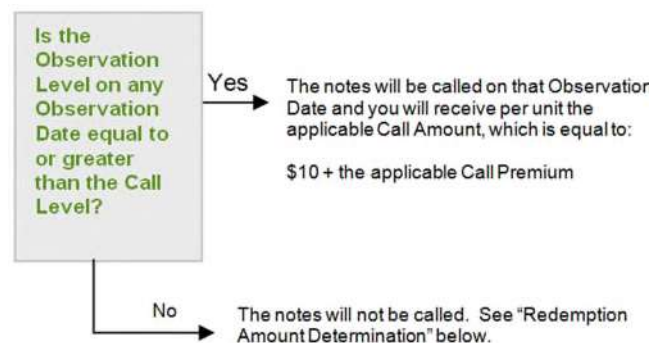 Is the
Observation
Level on any
Observation
Date equal to
or greater
than the Call
Level?
Yes
The notes will be called on that Observation
Date and you will receive per unit the
applicable Call Amount, which is equal to:
$10 + the applicable Call Premium
No
The notes will not be called. See “Redemption
Amount Determination” below.